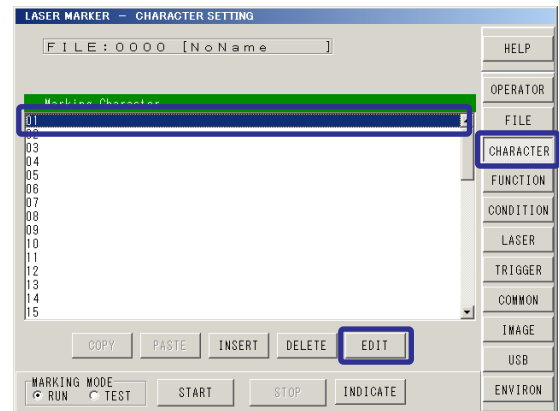 LASER MARKER – CHARACTER SETTING
FILE:0000 [NoName ]
HELP
OPERATOR
FILE
CHARACTER
FUNCTION
CONDITION
LASER
TRIGGER
COMMON
IMAGE
USB
ENVIRON
Marking Character
01
02
03
04
05
06
07
08
09
10
11
12
13
14
15
COPY PASTE INSERT DELETE EDIT
MARKING MODE
RUN TEST START STOP INDICATE